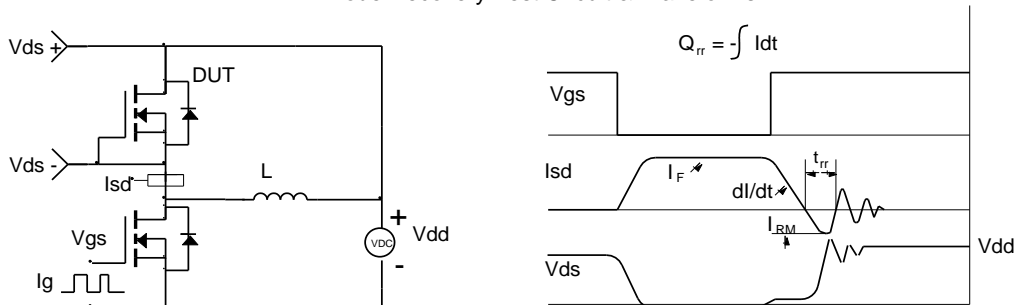 Vds +
DUT
Vds -
Isd
L
Vgs
Ig
+
VDC
Vdd
-
Qrr = -∫ Idt
Vgs
Isd
IF
trr
dI/dt
IRM
Vdd
Vds